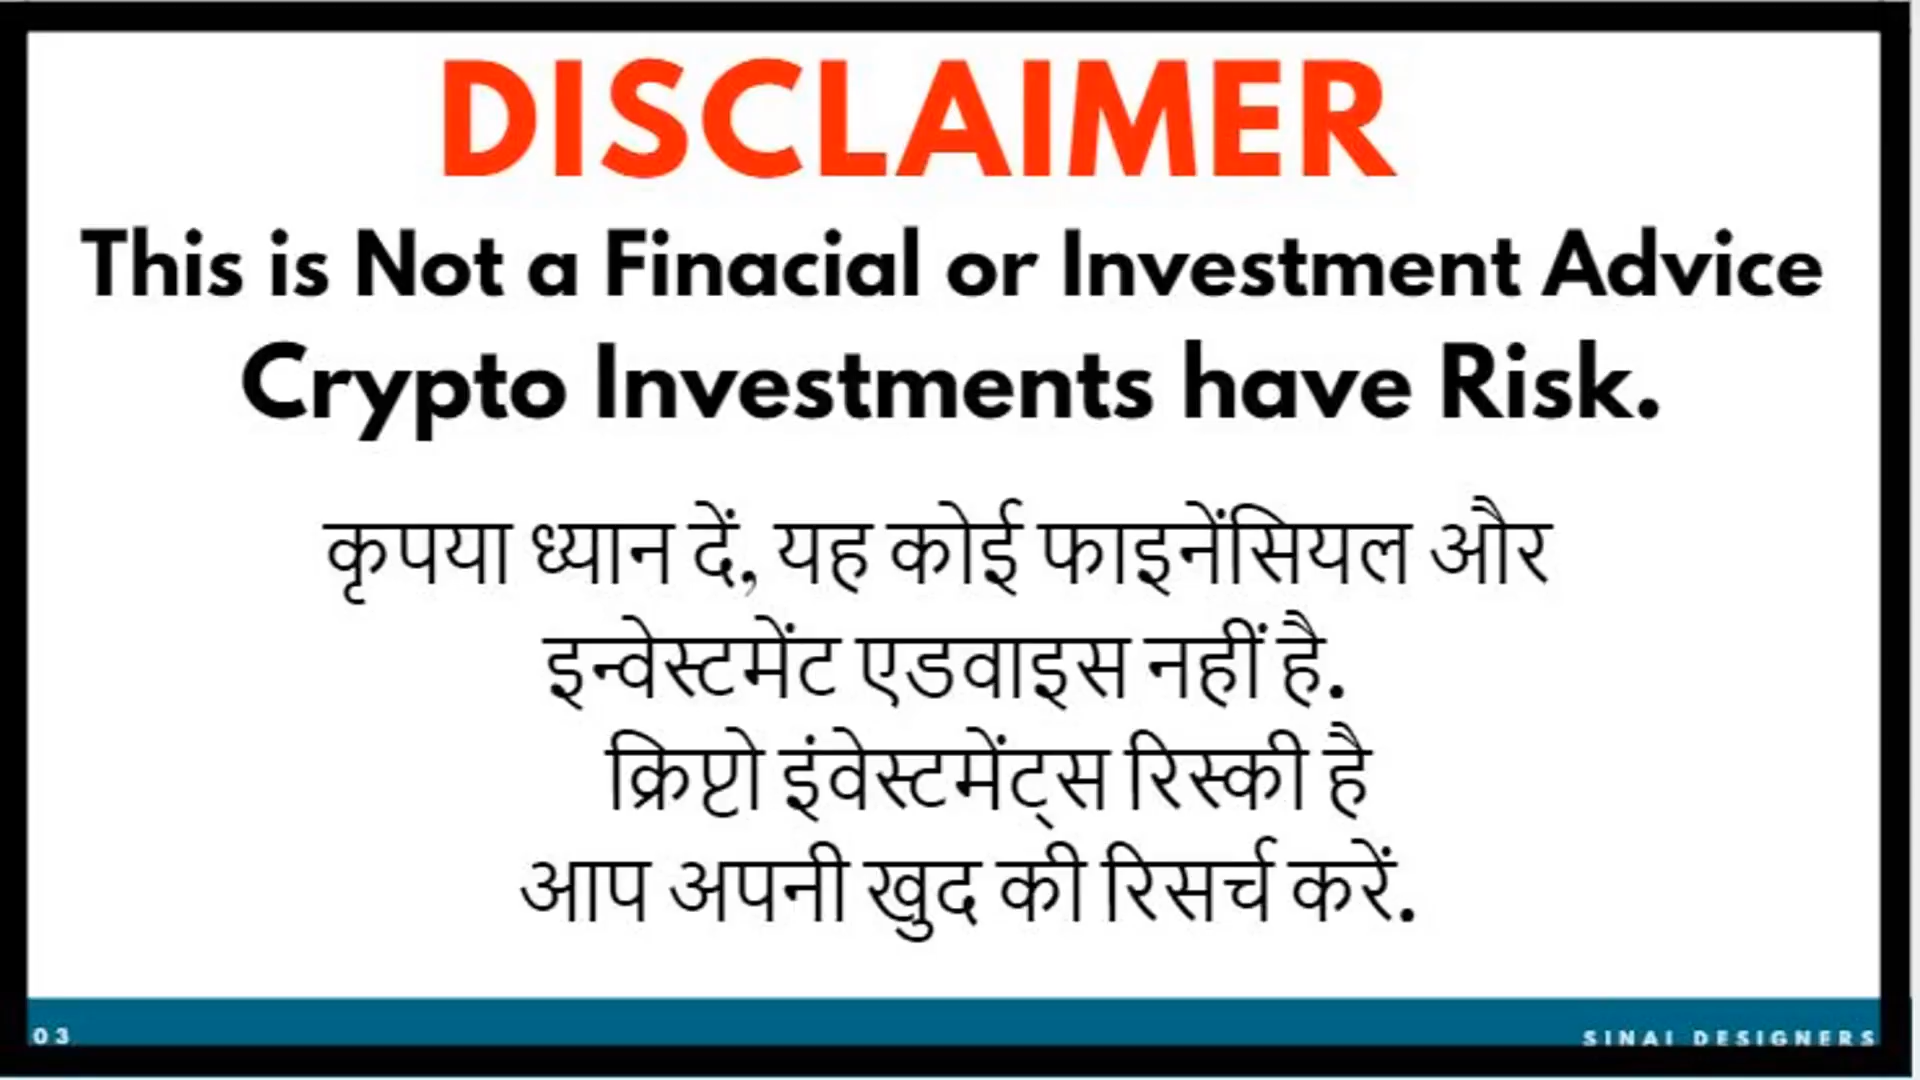 DISCLAIMER
This is Not a Finacial or Investment Advice
Crypto Investments have Risk.
कृपया ध्यान दें, यह कोई फाइनेंसियल और
इन्वेस्टमेंट एडवाइस नहीं है.
क्रिप्टो इंवेस्टमेंट्स रिस्की है
आप अपनी खुद की रिसर्च करें.
03
SINAI DESIGNERS